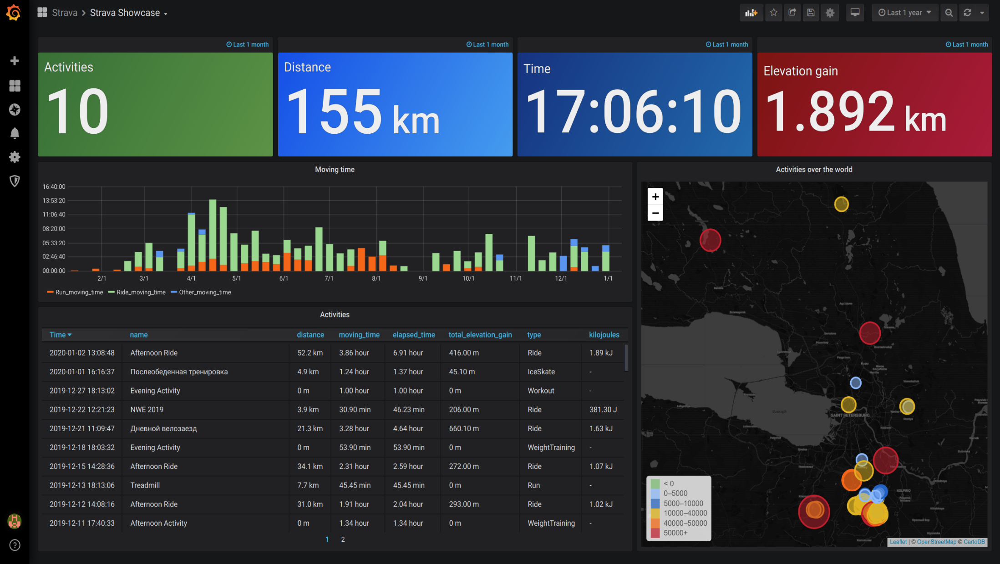 Strava > Strava Showcase
Last 1 year
Last 1 month
Last 1 month
Last 1 month
Last 1 month
Activities
10
Distance
155 km
Time
17:06:10
Elevation gain
1.892 km
Moving time
16:40:00
13:53:20
11:06:40
08:20:00
05:33:20
02:46:40
00:00:00
2/1 3/1 4/1 5/1 6/1 7/1 8/1 9/1 10/1 11/1 12/1 1/1
Run_moving_time Ride_moving_time Other_moving_time
Activities
Time name distance moving_time elapsed_time total_elevation_gain type kilojoules
2020-01-02 13:08:48 Afternoon Ride 52.2 km 3.86 hour 6.91 hour 416.00 m Ride 1.89 kJ
2020-01-01 16:16:37 Послеобеденная тренировка 4.9 km 1.24 hour 1.37 hour 45.10 m IceSkate -
2019-12-27 18:13:02 Evening Activity 0 m 1.00 hour 1.00 hour 0 m Workout -
2019-12-22 12:21:23 NWE 2019 3.9 km 30.90 min 46.23 min 206.00 m Ride 381.30 J
2019-12-21 11:09:47 Дневной велозаезд 21.3 km 3.28 hour 4.64 hour 660.10 m Ride 1.63 kJ
2019-12-18 18:03:32 Evening Activity 0 m 53.90 min 53.90 min 0 m WeightTraining -
2019-12-15 14:28:36 Afternoon Ride 34.1 km 2.31 hour 2.59 hour 272.00 m Ride 1.07 kJ
2019-12-13 18:13:06 Treadmill 7.7 km 45.45 min 45.45 min 0 m Run -
2019-12-12 14:08:16 Afternoon Ride 31.0 km 1.91 hour 2.04 hour 293.00 m Ride 1.02 kJ
2019-12-11 17:40:33 Afternoon Activity 0 m 1.34 hour 1.34 hour 0 m WeightTraining -
1 2
Activities over the world
+
−
SAINT PETERSBURG
KOLPINO
< 0
0–5000
5000–10000
10000–40000
40000–50000
50000+
Leaflet | © OpenStreetMap © CartoDB